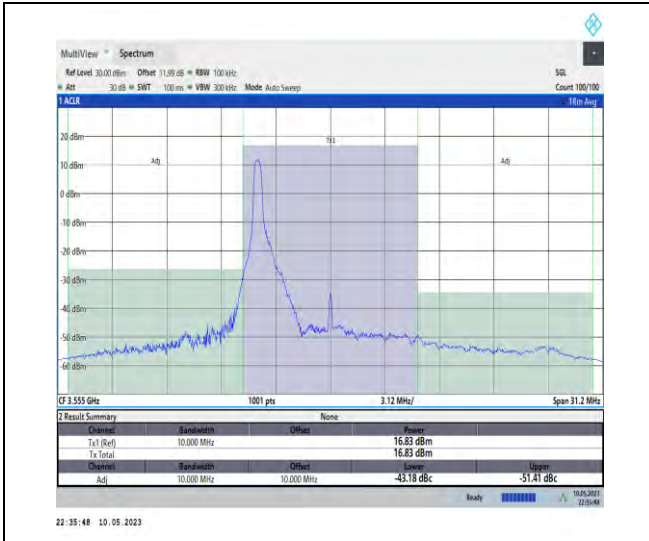 MultiView Spectrum
Ref Level 30.00 dBm Offset 11.99 dB RBW 100 kHz SGL
Att 30 dB SWT 100 ms VBW 300 kHz Mode Auto Sweep Count 100/100
1 ACLR 1Rm Avg
Tx1
20 dBm
Adj Adj
10 dBm
0 dBm
-10 dBm
-20 dBm
-30 dBm
-40 dBm
-50 dBm
-60 dBm
CF 3.555 GHz 1001 pts 3.12 MHz/ Span 31.2 MHz
2 Result Summary None
Channel Bandwidth Offset Power
Tx1 (Ref) 10.000 MHz 16.83 dBm
Tx Total 16.83 dBm
Channel Bandwidth Offset Lower Upper
Adj 10.000 MHz 10.000 MHz -43.18 dBc -51.41 dBc
Ready 10.05.2023
22:35:48
22:35:48 10.05.2023